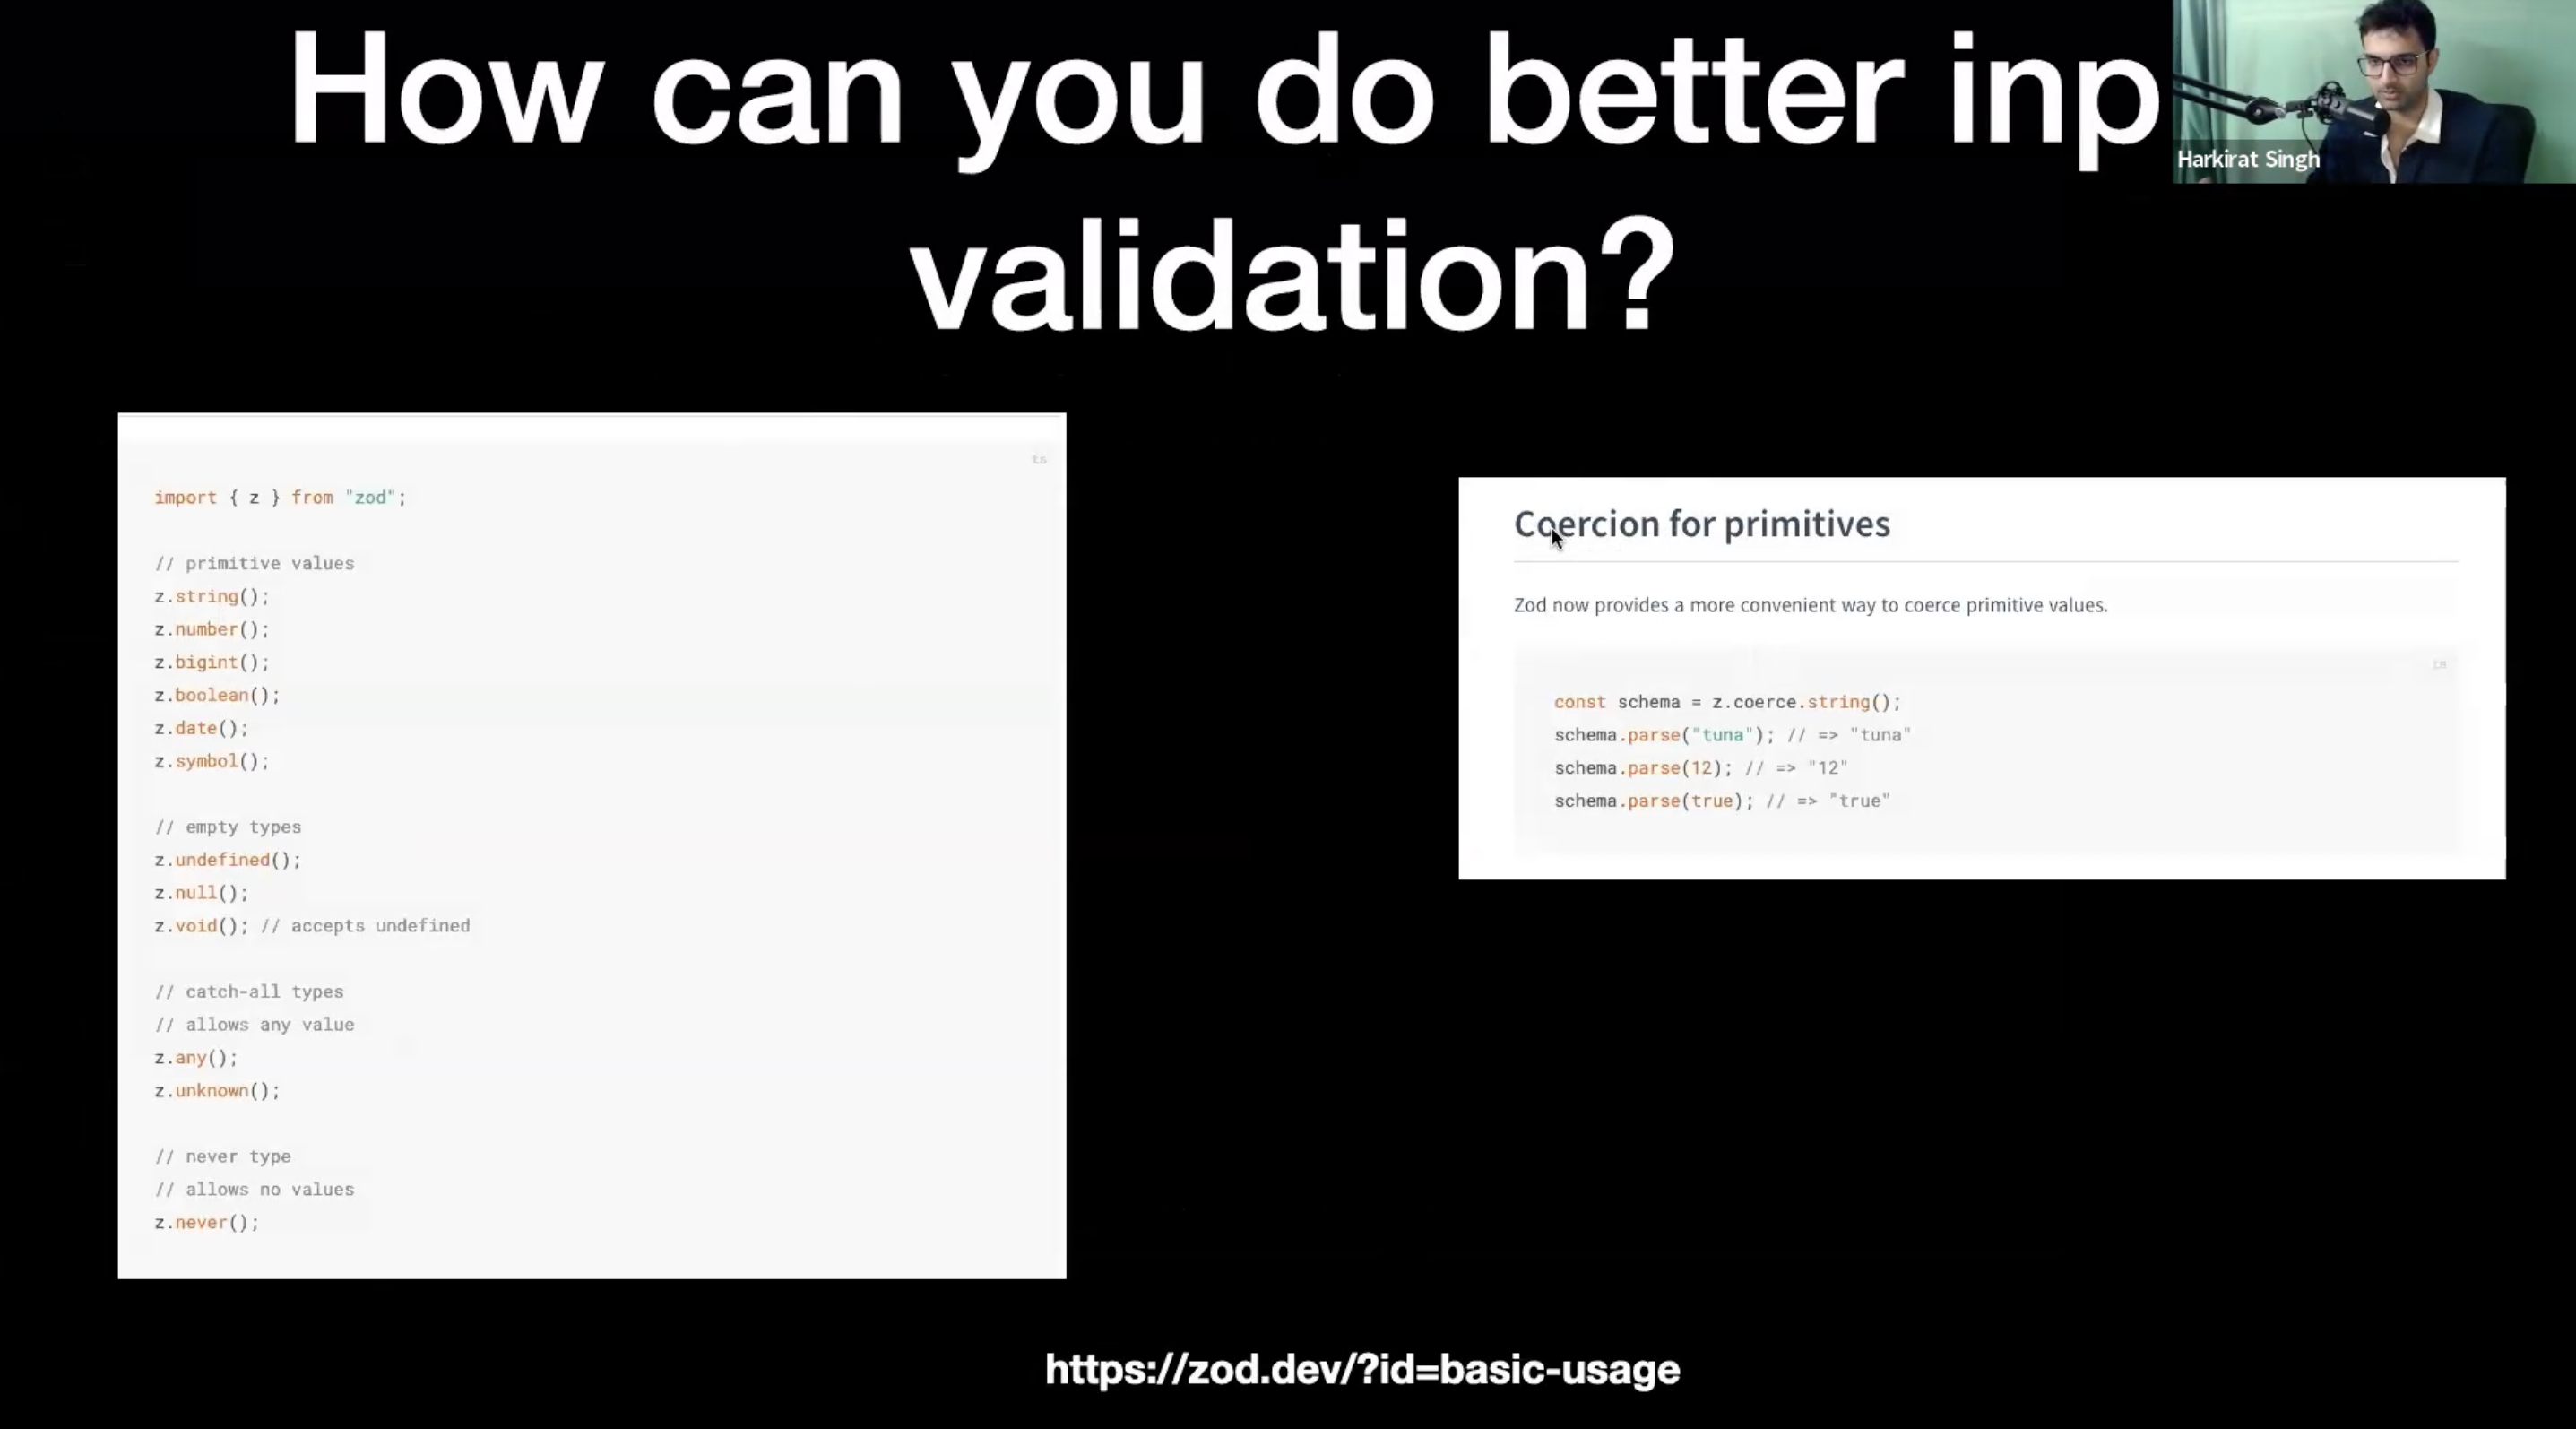 How can you do better inp
validation?
Harkirat Singh
ts
import { z } from "zod";
// primitive values
z.string();
z.number();
z.bigint();
z.boolean();
z.date();
z.symbol();
// empty types
z.undefined();
z.null();
z.void(); // accepts undefined
// catch-all types
// allows any value
z.any();
z.unknown();
// never type
// allows no values
z.never();
Coercion for primitives
Zod now provides a more convenient way to coerce primitive values.
ts
const schema = z.coerce.string();
schema.parse("tuna"); // => "tuna"
schema.parse(12); // => "12"
schema.parse(true); // => "true"
https://zod.dev/?id=basic-usage